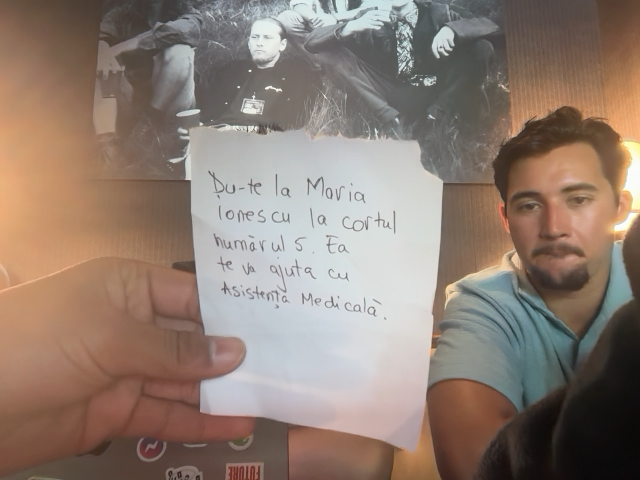 Du-te la Maria
Ionescu la cortul
numărul 5. Ea
te va ajuta cu
Asistență Medicală.
FUTURE